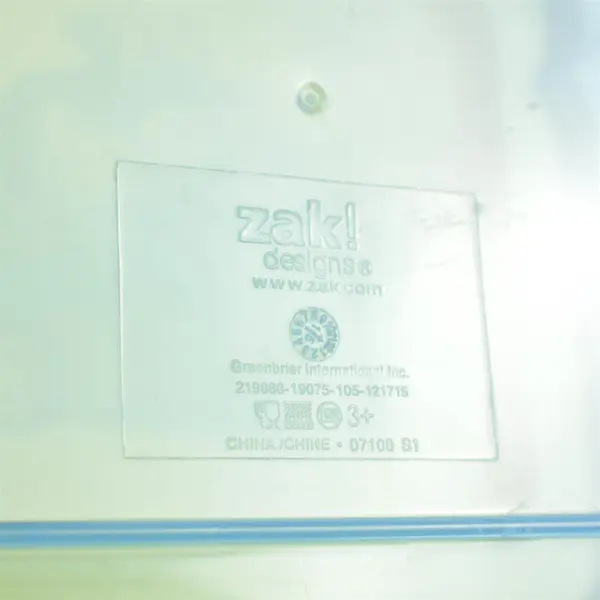 zak!
designs®
www.zak.com
Greenbrier International Inc.
219880-19075-105-121715
3+
CHINA/CHINE • 07100 S1